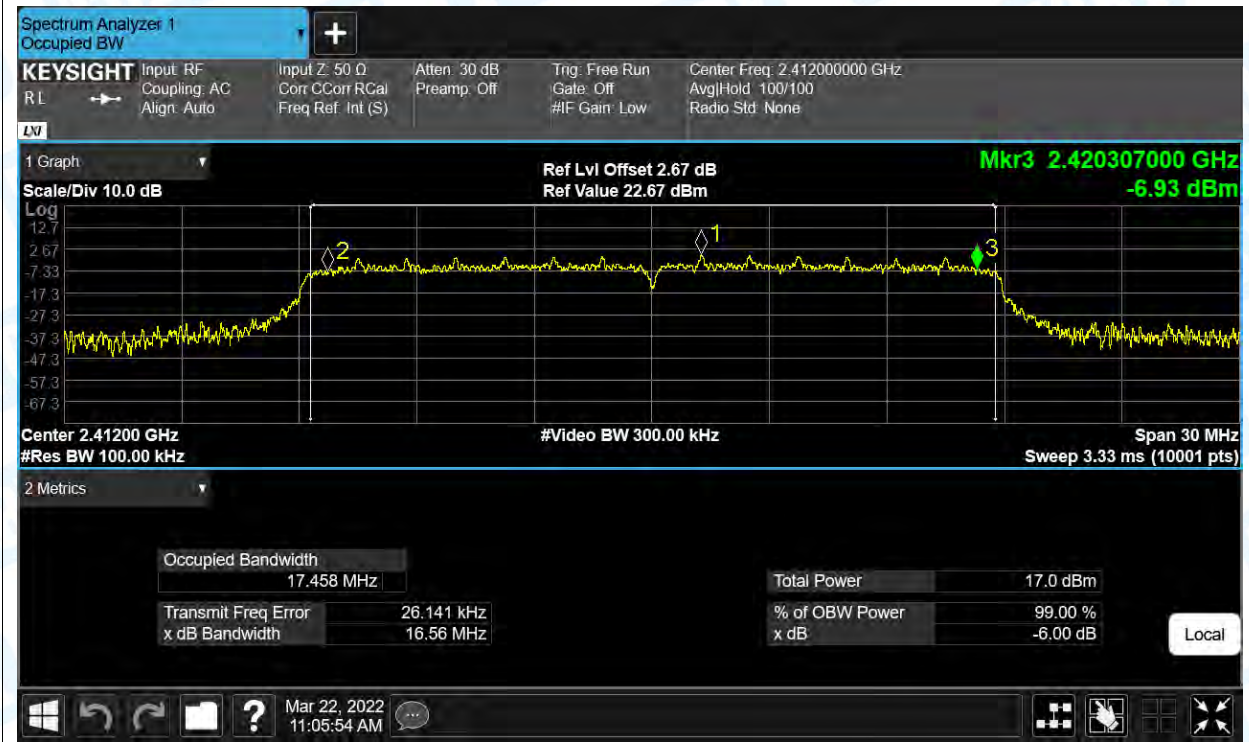 Spectrum Analyzer 1
Occupied BW
+
KEYSIGHT
R L
LXI
Input: RF
Coupling: AC
Align: Auto
Input Z: 50 Ω
Corr CCorr RCal
Freq Ref: Int (S)
Atten: 30 dB
Preamp: Off
Trig: Free Run
Gate: Off
#IF Gain: Low
Center Freq: 2.412000000 GHz
Avg|Hold: 100/100
Radio Std: None
1 Graph
Scale/Div 10.0 dB
Ref Lvl Offset 2.67 dB
Ref Value 22.67 dBm
Mkr3 2.420307000 GHz
-6.93 dBm
Log
12.7
2.67
-7.33
-17.3
-27.3
-37.3
-47.3
-57.3
-67.3
2
1
3
Center 2.41200 GHz
#Res BW 100.00 kHz
#Video BW 300.00 kHz
Span 30 MHz
Sweep 3.33 ms (10001 pts)
2 Metrics
Occupied Bandwidth
17.458 MHz
Transmit Freq Error 26.141 kHz
x dB Bandwidth 16.56 MHz
Total Power 17.0 dBm
% of OBW Power 99.00 %
x dB -6.00 dB
Local
?
Mar 22, 2022
11:05:54 AM